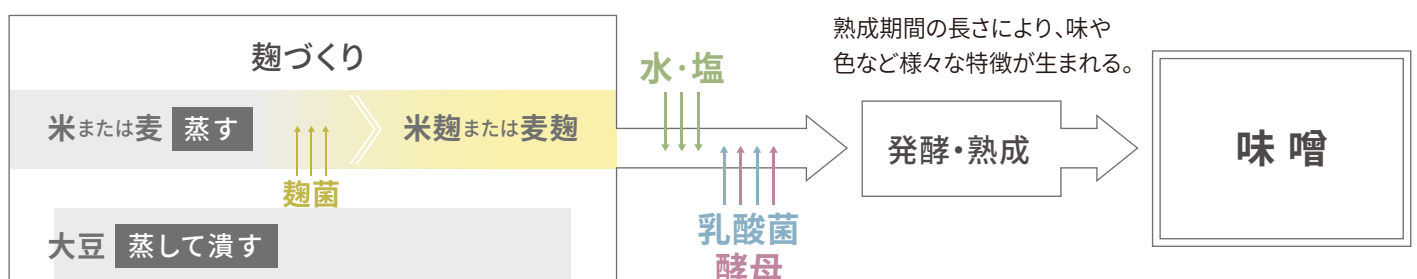 麹づくり
米または麦 蒸す
米麹または麦麹
麹菌
大豆 蒸して潰す
水・塩
乳酸菌
酵母
熟成期間の長さにより、味や
色など様々な特徴が生まれる。
発酵・熟成
味噌